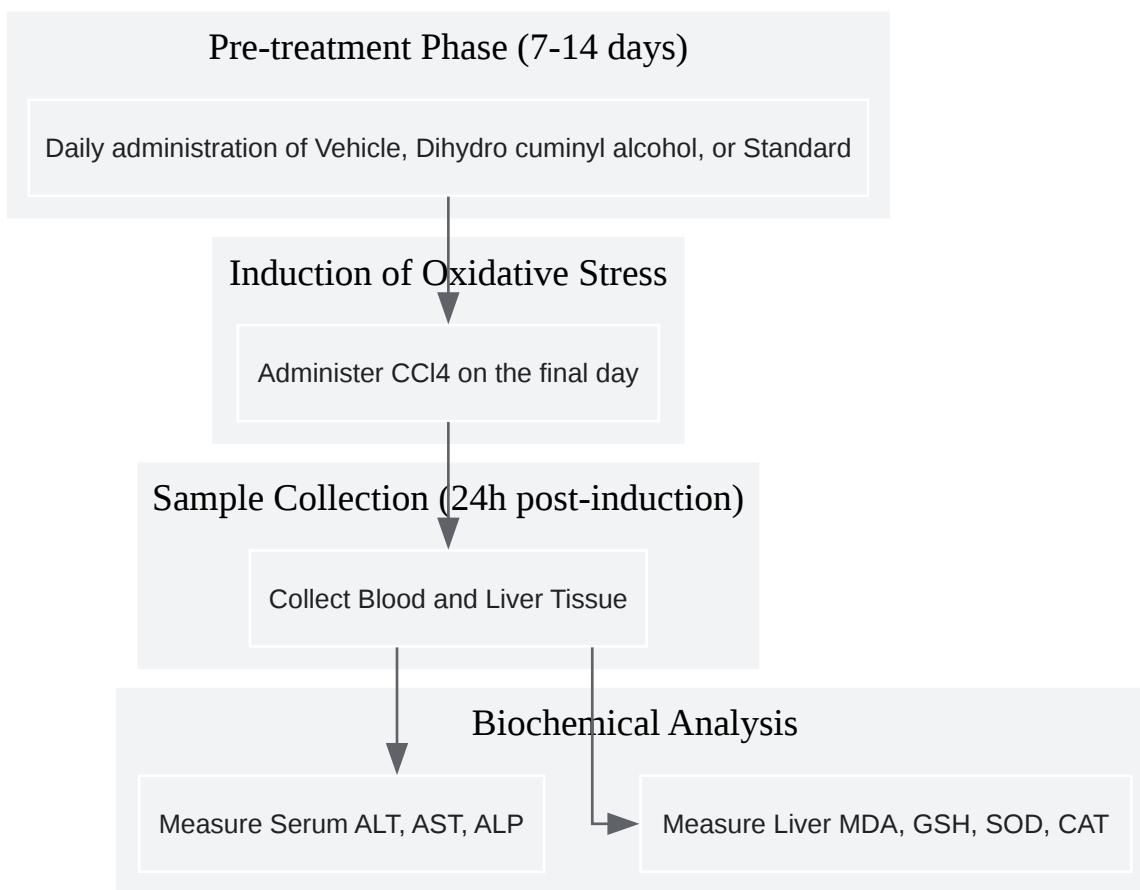 Pre-treatment Phase (7-14 days)
Daily administration of Vehicle, Dihydro cuminyl alcohol, or Standard
Induction of Oxidative Stress
Administer CCl4 on the final day
Sample Collection (24h post-induction)
Collect Blood and Liver Tissue
Biochemical Analysis
Measure Serum ALT, AST, ALP
Measure Liver MDA, GSH, SOD, CAT